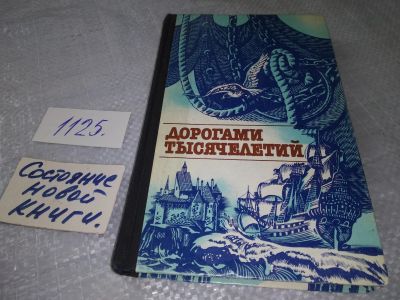 1125.
Состояние
новой
книги.
ДОРОГАМИ
ТЫСЯЧЕЛЕТИЙ